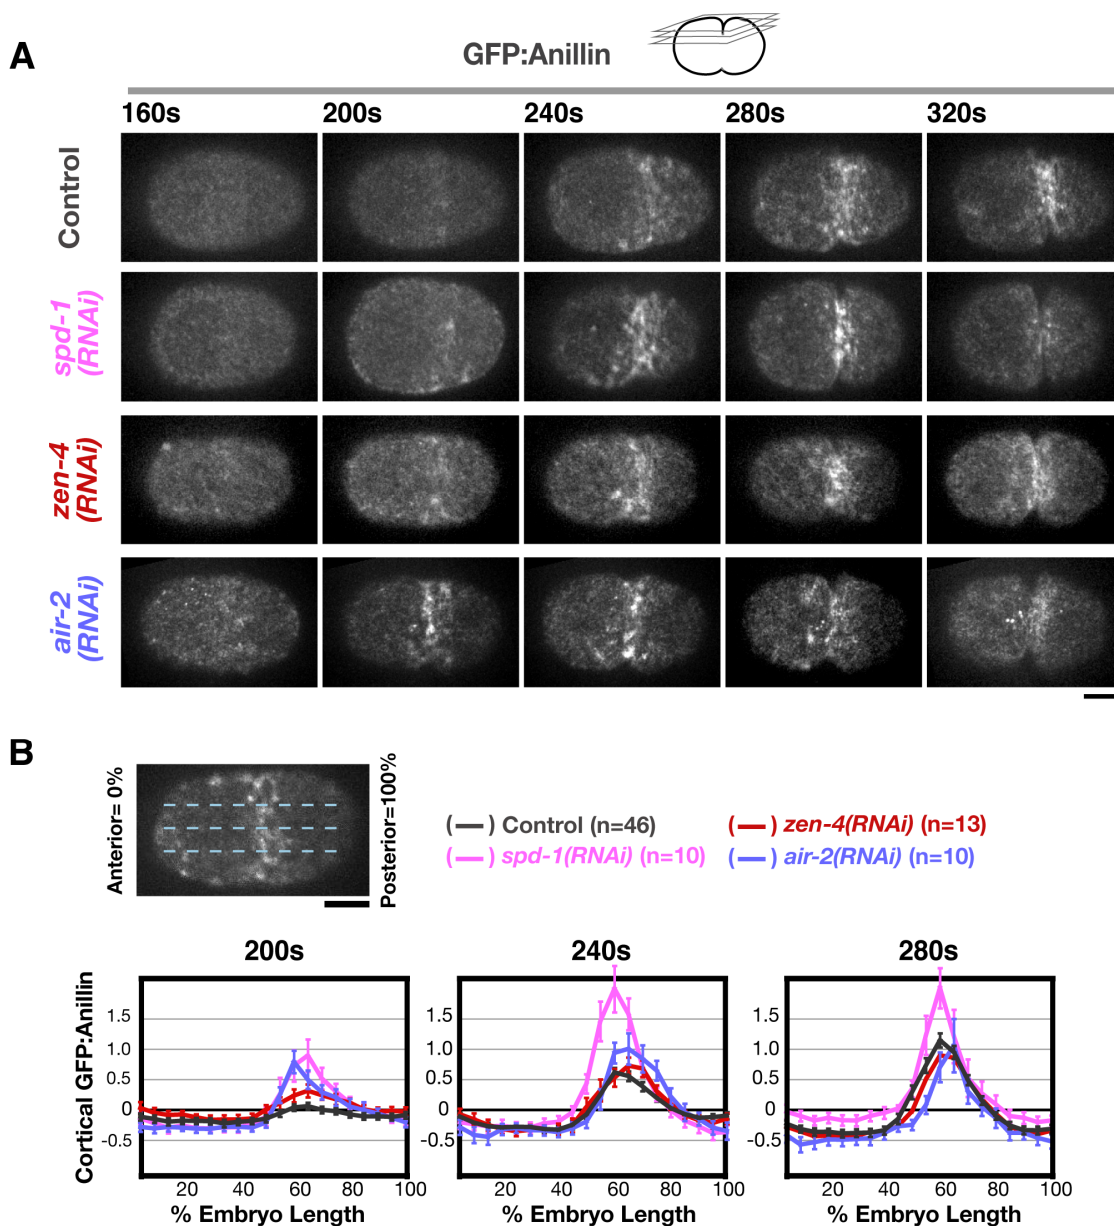 A
GFP:Anillin
160s 200s 240s 280s 320s
Control
spd-1
(RNAi)
zen-4
(RNAi)
air-2
(RNAi)
B
Anterior= 0%
Posterior=100%
(—) Control (n=46)
(—) zen-4(RNAi) (n=13)
(—) spd-1(RNAi) (n=10)
(—) air-2(RNAi) (n=10)
200s 240s 280s
Cortical GFP:Anillin
1.5 1.5 1.5
1.0 1.0 1.0
0.5 0.5 0.5
0 0 0
-0.5 -0.5 -0.5
20 40 60 80 100 20 40 60 80 100 20 40 60 80 100
% Embryo Length % Embryo Length % Embryo Length